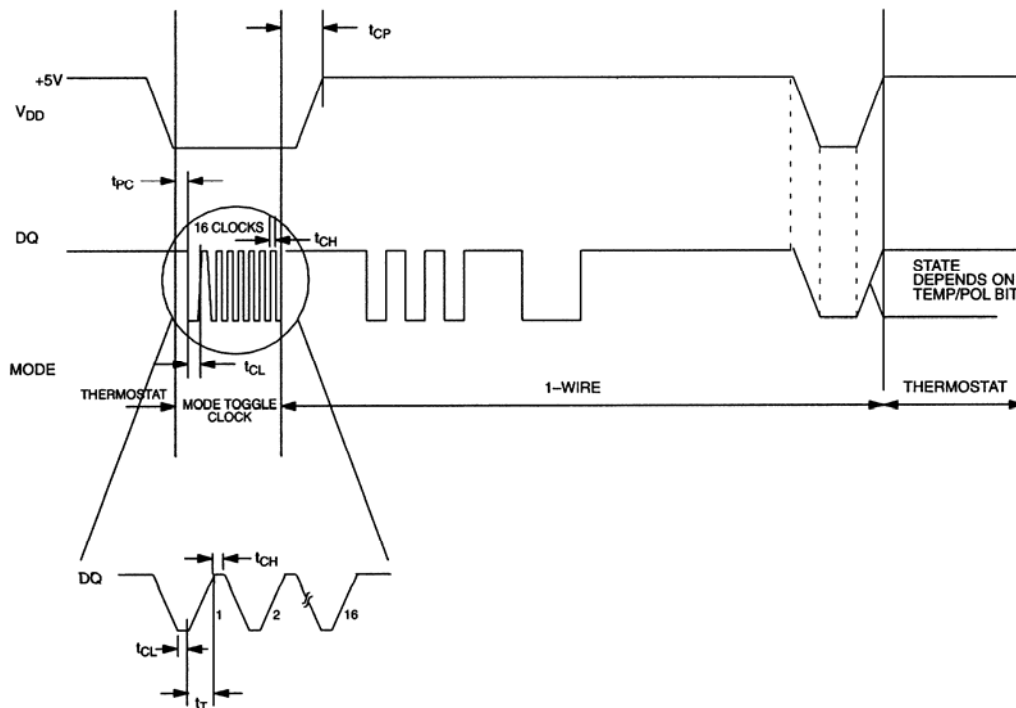 tCP
+5V
VDD
tPC
16 CLOCKS
DQ
tCH
STATE
DEPENDS ON
TEMP/POL BIT
MODE
tCL
THERMOSTAT
MODE TOGGLE
CLOCK
1-WIRE
THERMOSTAT
tCH
DQ
1
2
16
tCL
tT